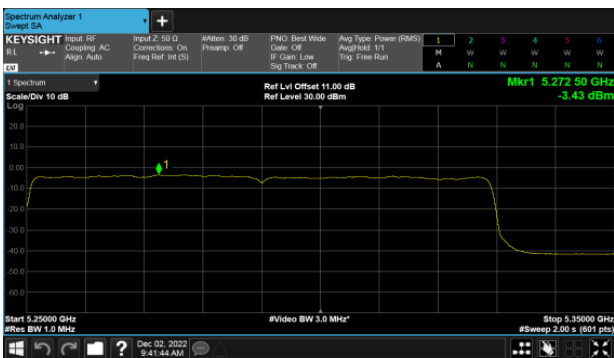 Spectrum Analyzer 1
Swept SA
KEYSIGHT
RL
Input: RF
Coupling: AC
Align: Auto
Input Z: 50 Ω
Corrections: On
Freq Ref: Int (S)
#Atten: 30 dB
Preamp: Off
PNO: Best Wide
Gate: Off
IF Gain: Low
Sig Track: Off
Avg Type: Power (RMS)
Avg|Hold: 1/1
Trig: Free Run
1 2 3 4 5 6
M W W W W W
A N N N N N
1 Spectrum
Scale/Div 10 dB
Log
Ref Lvl Offset 11.00 dB
Ref Level 30.00 dBm
Mkr1 5.272 50 GHz
-3.43 dBm
20.0
10.0
0.00
-10.0
-20.0
-30.0
-40.0
-50.0
-60.0
1
Start 5.25000 GHz
#Res BW 1.0 MHz
#Video BW 3.0 MHz*
Stop 5.35000 GHz
#Sweep 2.00 s (601 pts)
?
Dec 02, 2022
9:41:44 AM